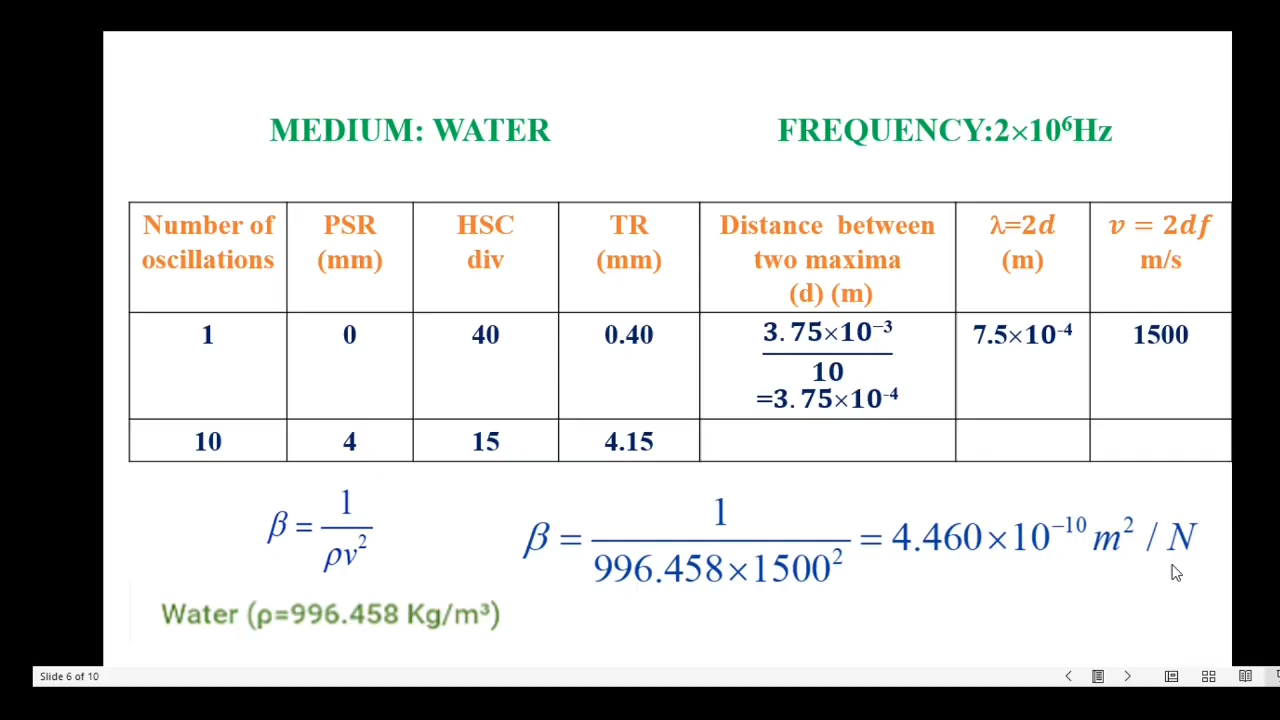 MEDIUM: WATER FREQUENCY:2×10⁶Hz
Number of oscillations PSR (mm) HSC div TR (mm) Distance between two maxima (d) (m) λ=2d (m) v = 2df m/s
1 0 40 0.40 3.75×10⁻³ / 10 =3.75×10⁻⁴ 7.5×10⁻⁴ 1500
10 4 15 4.15
β = 1 / ρv² β = 1 / 996.458×1500² = 4.460×10⁻¹⁰ m² / N
Water (ρ=996.458 Kg/m³)
Slide 6 of 10